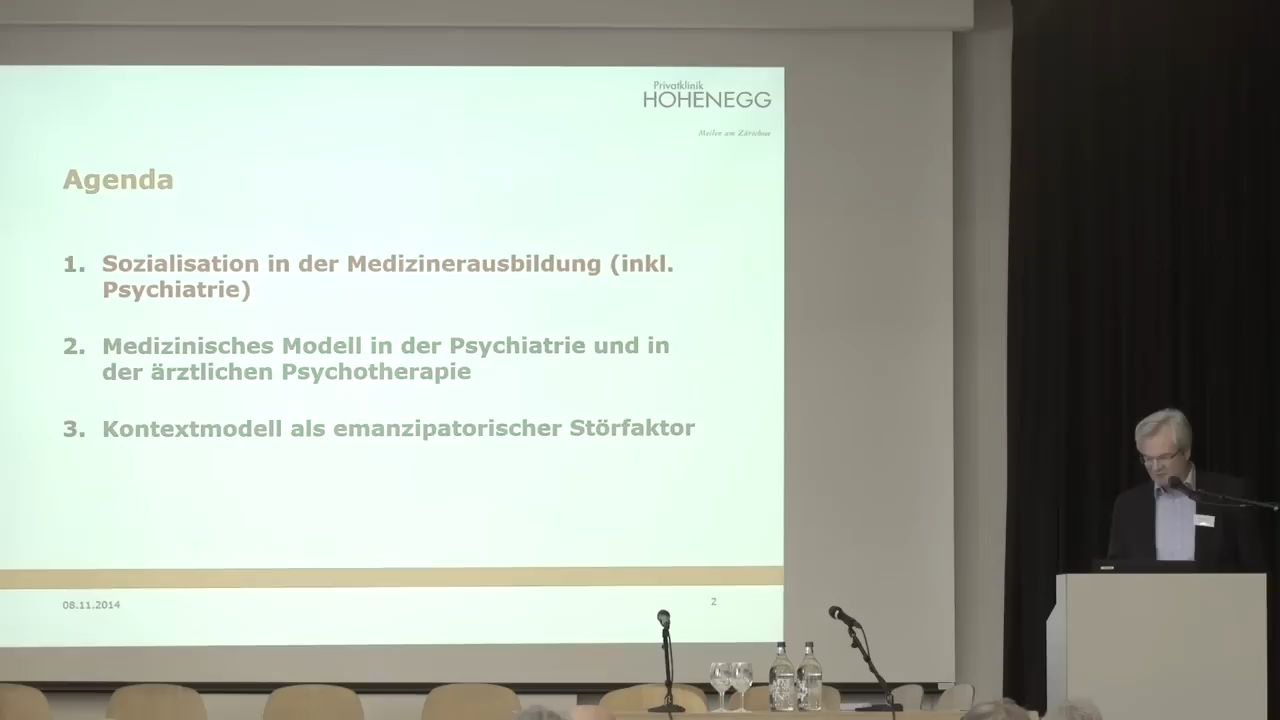 Privatklinik
HOHENEGG
Meilen am Zürichsee
Agenda
1. Sozialisation in der Medizinerausbildung (inkl.
Psychiatrie)
2. Medizinisches Modell in der Psychiatrie und in
der ärztlichen Psychotherapie
3. Kontextmodell als emanzipatorischer Störfaktor
08.11.2014
2